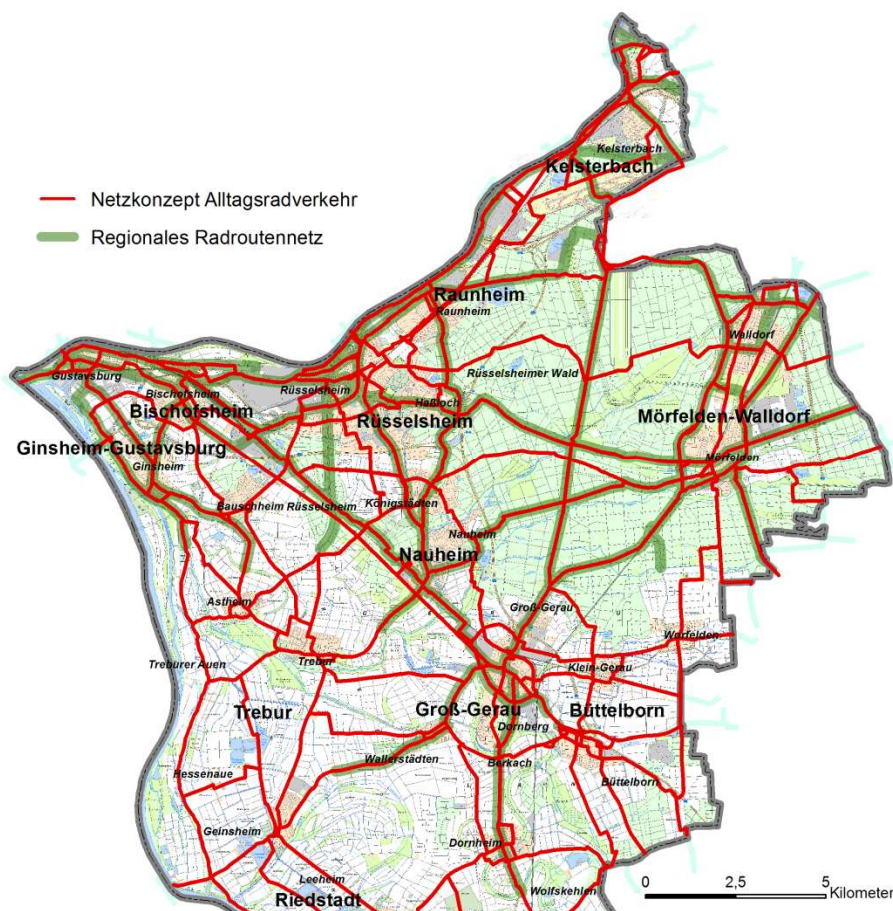 Kelsterbach
Kelsterbach
Netzkonzept Alltagsradverkehr
Regionales Radroutennetz
Raunheim
Raunheim
Walldorf
Gustavsburg
Bischofsheim
Rüsselsheim
Rüsselsheimer Wald
Bischofsheim
Haßloch
Rüsselsheim
Mörfelden-Walldorf
Ginsheim-Gustavsburg
Ginsheim
Mörfelden
Bauschheim
Rüsselsheim
Königstädten
Nauheim
Nauheim
Astheim
Groß-Gerau
Worfelden
Treburer Auen
Trebur
Klein-Gerau
Trebur
Groß-Gerau
Büttelborn
Dornberg
Wallerstädten
Berkach
Hessenaue
Büttelborn
Geinsheim
Dornheim
Leeheim
Wolfskehlen
Riedstadt
0 2,5 5
Kilometer